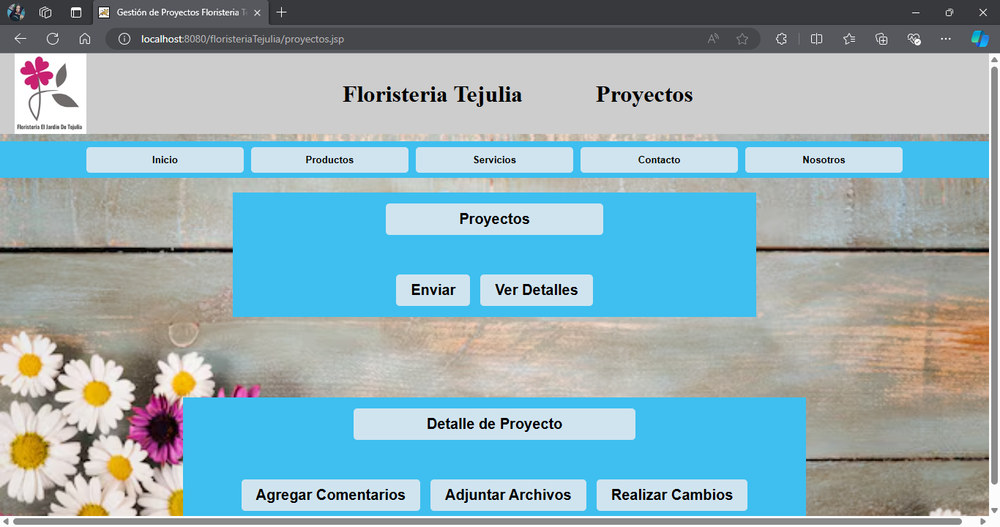 Gestión de Proyectos Floristeria T
localhost:8080/floristeriaTejulia/proyectos.jsp
Floristeria El Jardin De Tejulia
Floristeria Tejulia Proyectos
Inicio Productos Servicios Contacto Nosotros
Proyectos
Enviar Ver Detalles
Detalle de Proyecto
Agregar Comentarios Adjuntar Archivos Realizar Cambios